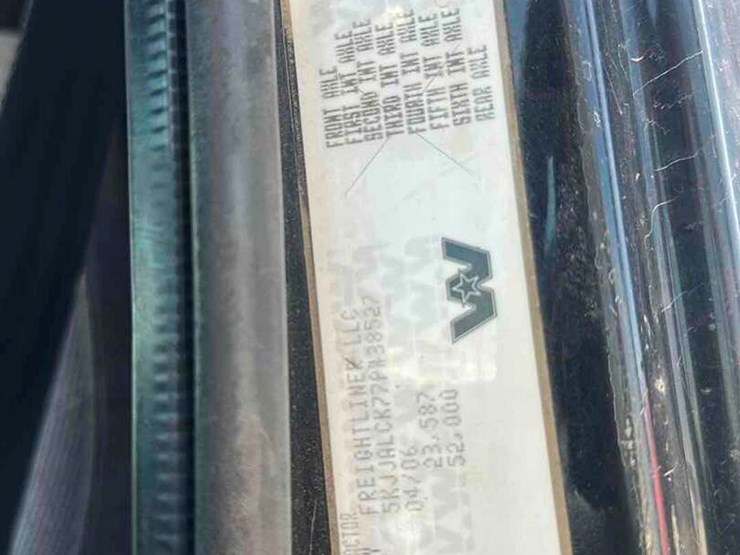 FREIGHTLINER LLC
5KJJALCK77PW38527
04/06
23,587
52,000
FRONT AXLE
FIRST INT AXLE
SECOND INT AXLE
THIRD INT AXLE
FOURTH INT AXLE
FIFTH INT AXLE
SIXTH INT AXLE
REAR AXLE